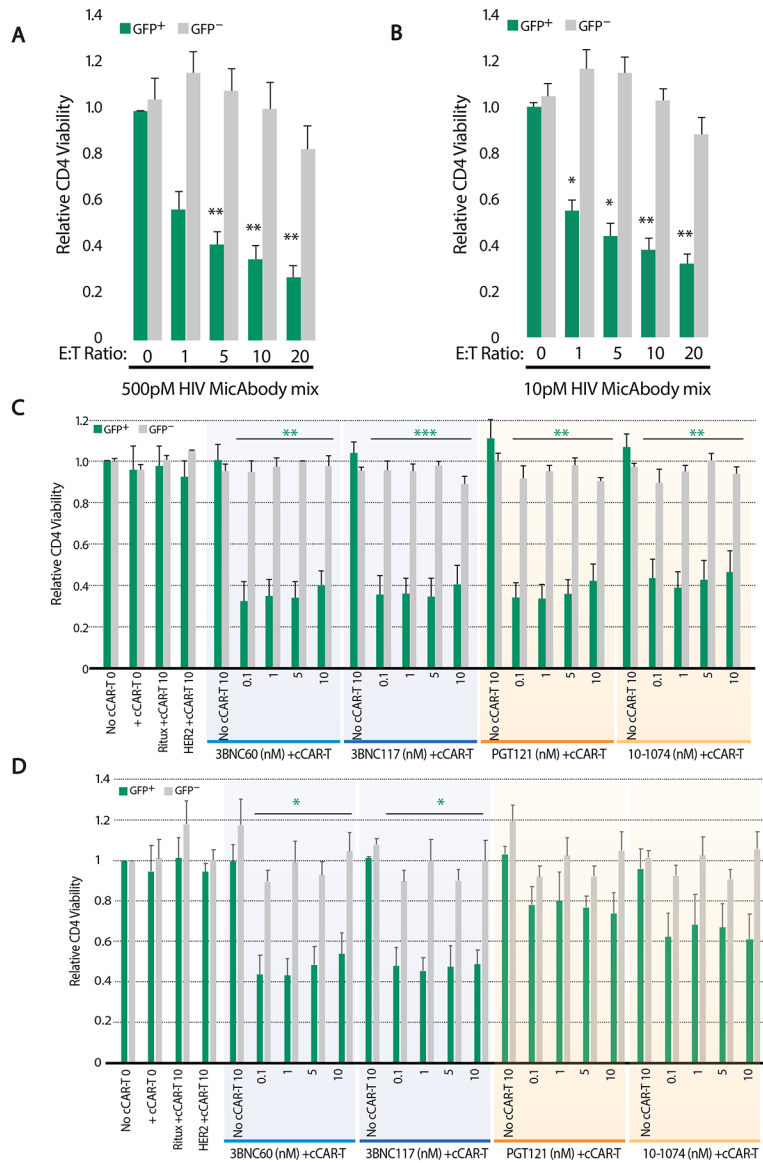 A
GFP+ GFP−
Relative CD4 Viability
1.4
1.2
1.0
0.8
0.6
0.4
0.2
0
** ** **
E:T Ratio: 0 1 5 10 20
500pM HIV MicAbody mix
B
GFP+ GFP−
Relative CD4 Viability
1.4
1.2
1.0
0.8
0.6
0.4
0.2
0
* * ** **
E:T Ratio: 0 1 5 10 20
10pM HIV MicAbody mix
C
GFP+ GFP−
Relative CD4 Viability
1.2
1.0
0.8
0.6
0.4
0.2
0
** *** ** **
No cCAR-T 0
+ cCAR-T 0
Ritux +cCAR-T 10
HER2 +cCAR-T 10
No cCAR-T 10 0.1 1 5 10
No cCAR-T 10 0.1 1 5 10
No cCAR-T 10 0.1 1 5 10
No cCAR-T 10 0.1 1 5 10
3BNC60 (nM) +cCAR-T 3BNC117 (nM) +cCAR-T PGT121 (nM) +cCAR-T 10-1074 (nM) +cCAR-T
D
GFP+ GFP−
Relative CD4 Viability
1.4
1.2
1
0.8
0.6
0.4
0.2
0
* *
No cCAR-T 0
+ cCAR-T 0
Ritux +cCAR-T 10
HER2 +cCAR-T 10
No cCAR-T 10 0.1 1 5 10
No cCAR-T 10 0.1 1 5 10
No cCAR-T 10 0.1 1 5 10
No cCAR-T 10 0.1 1 5 10
3BNC60 (nM) +cCAR-T 3BNC117 (nM) +cCAR-T PGT121 (nM) +cCAR-T 10-1074 (nM) +cCAR-T